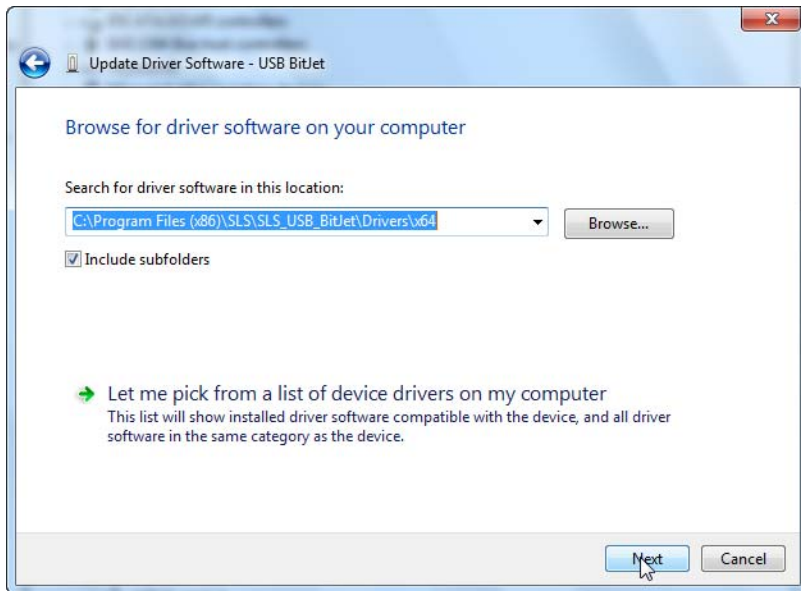 Update Driver Software - USB BitJet
Browse for driver software on your computer
Search for driver software in this location:
C:\Program Files (x86)\SLS\SLS_USB_BitJet\Drivers\x64
Browse...
Include subfolders
Let me pick from a list of device drivers on my computer
This list will show installed driver software compatible with the device, and all driver
software in the same category as the device.
Next
Cancel